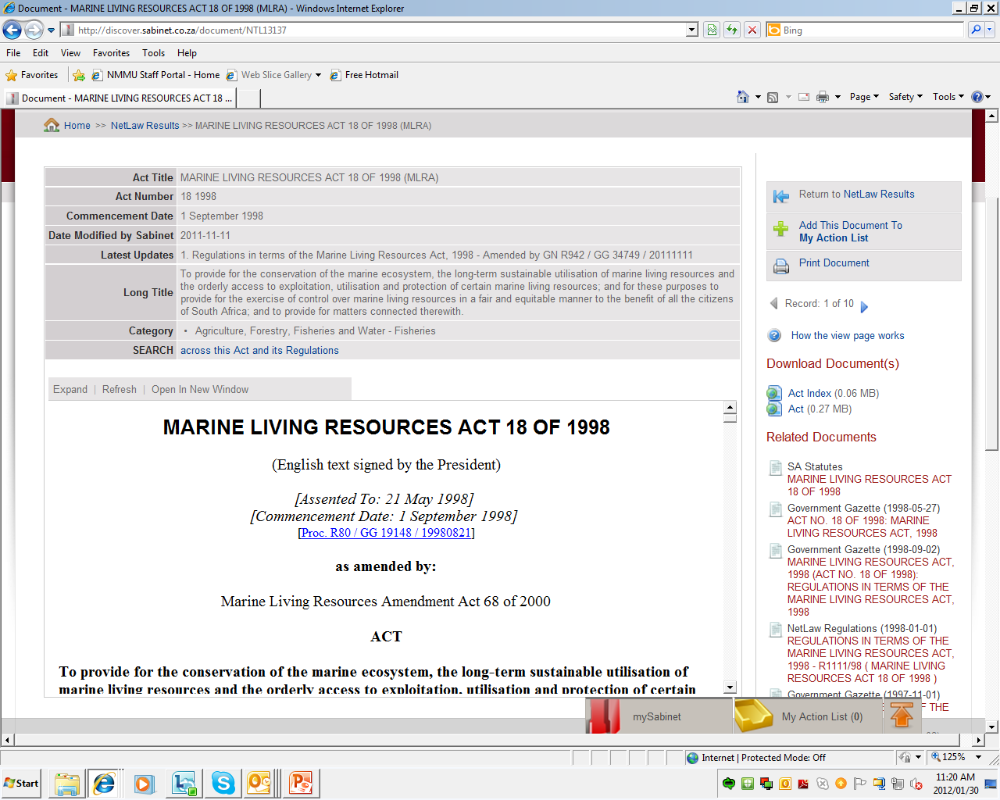 Document - MARINE LIVING RESOURCES ACT 18 OF 1998 (MLRA) - Windows Internet Explorer
http://discover.sabinet.co.za/document/NTL13137
Bing
File Edit View Favorites Tools Help
Favorites NMMU Staff Portal - Home Web Slice Gallery Free Hotmail
Document - MARINE LIVING RESOURCES ACT 18 ...
Page Safety Tools
Home >> NetLaw Results >> MARINE LIVING RESOURCES ACT 18 OF 1998 (MLRA)
Act Title MARINE LIVING RESOURCES ACT 18 OF 1998 (MLRA)
Act Number 18 1998
Commencement Date 1 September 1998
Date Modified by Sabinet 2011-11-11
Latest Updates 1. Regulations in terms of the Marine Living Resources Act, 1998 - Amended by GN R942 / GG 34749 / 20111111
Long Title To provide for the conservation of the marine ecosystem, the long-term sustainable utilisation of marine living resources and
the orderly access to exploitation, utilisation and protection of certain marine living resources; and for these purposes to
provide for the exercise of control over marine living resources in a fair and equitable manner to the benefit of all the citizens
of South Africa; and to provide for matters connected therewith.
Category • Agriculture, Forestry, Fisheries and Water - Fisheries
SEARCH across this Act and its Regulations
Expand | Refresh | Open In New Window
MARINE LIVING RESOURCES ACT 18 OF 1998
(English text signed by the President)
[Assented To: 21 May 1998]
[Commencement Date: 1 September 1998]
[Proc. R80 / GG 19148 / 19980821]
as amended by:
Marine Living Resources Amendment Act 68 of 2000
ACT
To provide for the conservation of the marine ecosystem, the long-term sustainable utilisation of
marine living resources and the orderly access to exploitation, utilisation and protection of certain
Return to NetLaw Results
Add This Document To
My Action List
Print Document
Record: 1 of 10
How the view page works
Download Document(s)
Act Index (0.06 MB)
Act (0.27 MB)
Related Documents
SA Statutes
MARINE LIVING RESOURCES ACT
18 OF 1998
Government Gazette (1998-05-27)
ACT NO. 18 OF 1998: MARINE
LIVING RESOURCES ACT, 1998
Government Gazette (1998-09-02)
MARINE LIVING RESOURCES ACT,
1998 (ACT NO. 18 OF 1998):
REGULATIONS IN TERMS OF THE
MARINE LIVING RESOURCES ACT,
1998
NetLaw Regulations (1998-01-01)
REGULATIONS IN TERMS OF THE
MARINE LIVING RESOURCES ACT,
1998 - R1111/98 ( MARINE LIVING
RESOURCES ACT 18 OF 1998 )
Government Gazette (1997-11-01)
THE
mySabinet My Action List (0)
Internet | Protected Mode: Off 125%
Start 11:20 AM
2012/01/30